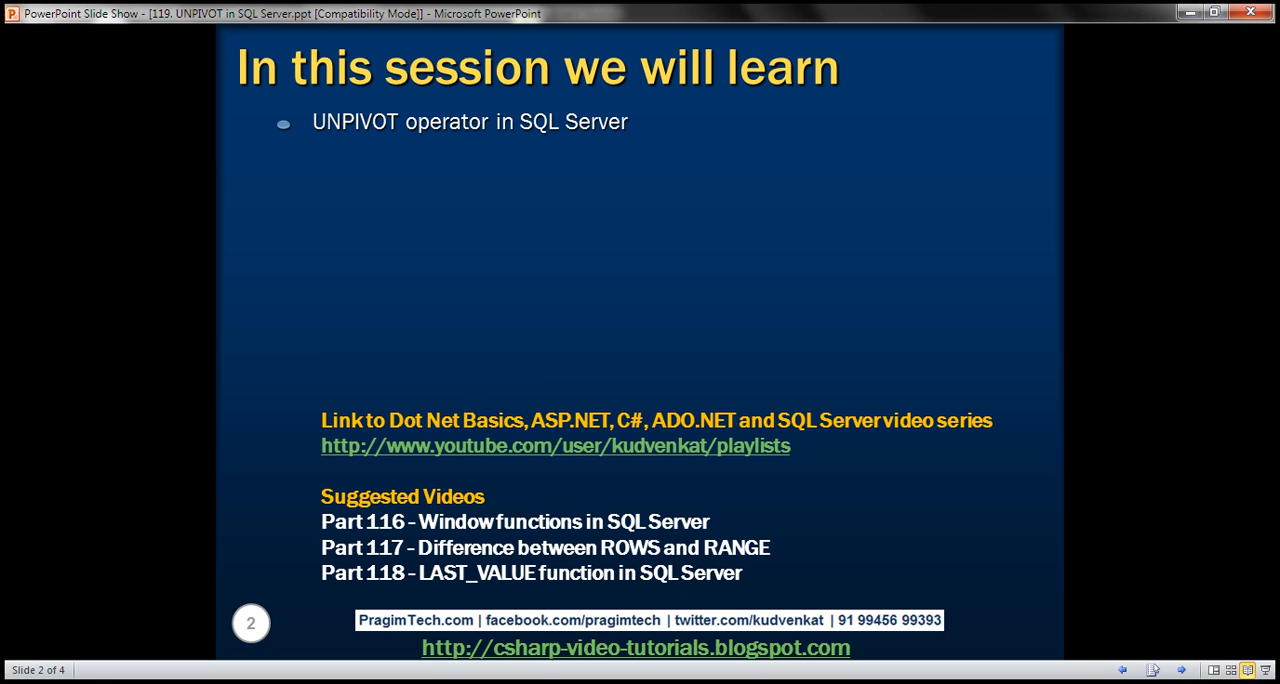 PowerPoint Slide Show - [119. UNPIVOT in SQL Server.ppt [Compatibility Mode]] - Microsoft PowerPoint
In this session we will learn
UNPIVOT operator in SQL Server
Link to Dot Net Basics, ASP.NET, C#, ADO.NET and SQL Server video series
http://www.youtube.com/user/kudvenkat/playlists
Suggested Videos
Part 116 - Window functions in SQL Server
Part 117 - Difference between ROWS and RANGE
Part 118 - LAST_VALUE function in SQL Server
2
PragimTech.com | facebook.com/pragimtech | twitter.com/kudvenkat | 91 99456 99393
http://csharp-video-tutorials.blogspot.com
Slide 2 of 4